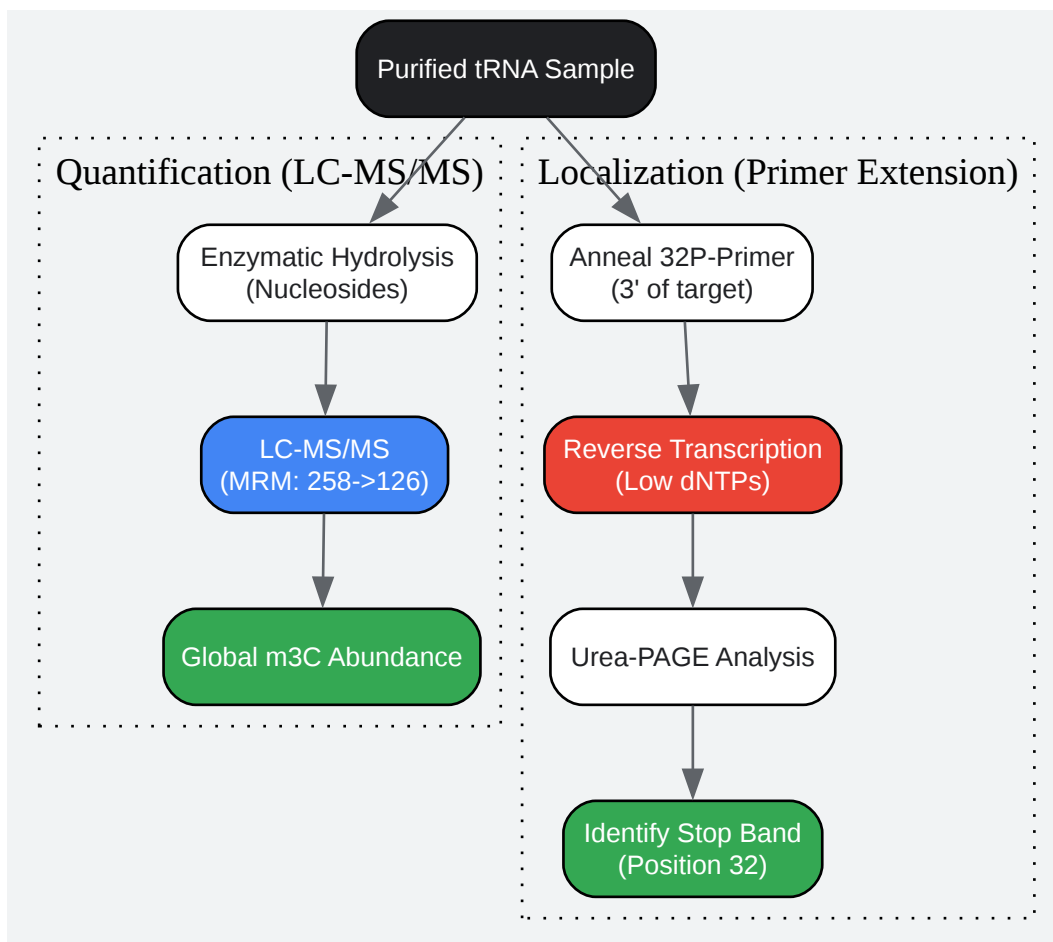 Purified tRNA Sample
Quantification (LC-MS/MS)
Enzymatic Hydrolysis
(Nucleosides)
LC-MS/MS
(MRM: 258->126)
Global m3C Abundance
Localization (Primer Extension)
Anneal 32P-Primer
(3' of target)
Reverse Transcription
(Low dNTPs)
Urea-PAGE Analysis
Identify Stop Band
(Position 32)